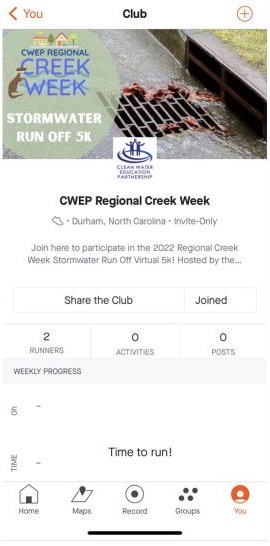 You
Club
CWEP REGIONAL
CREEK
WEEK
STORMWATER
RUN OFF 5K
CLEAN WATER
EDUCATION
PARTNERSHIP
CWEP Regional Creek Week
• Durham, North Carolina • Invite-Only
Join here to participate in the 2022 Regional Creek
Week Stormwater Run Off Virtual 5k! Hosted by the...
Share the Club Joined
2 0 0
RUNNERS ACTIVITIES POSTS
WEEKLY PROGRESS
0h –
Time to run!
TIME –
Home Maps Record Groups You